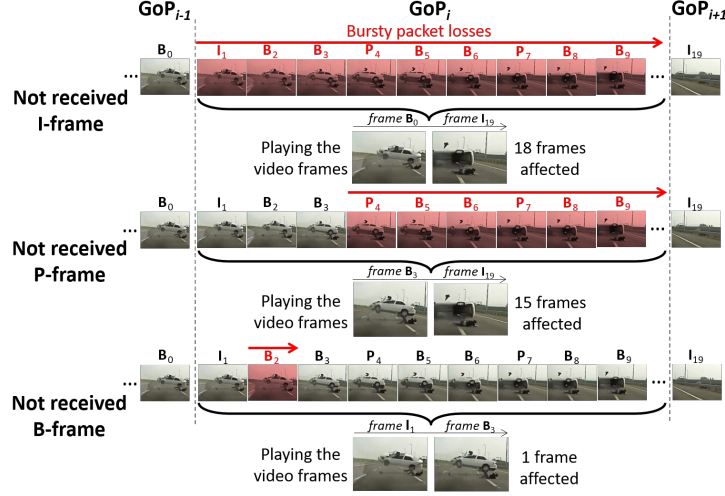 GoPi-1 GoPi GoPi+1
Bursty packet losses
B0 I1 B2 B3 P4 B5 B6 P7 B8 B9 I19
... ...
Not received
I-frame
frame B0 frame I19
Playing the
video frames
18 frames
affected
B0 I1 B2 B3 P4 B5 B6 P7 B8 B9 I19
... ...
Not received
P-frame
frame B3 frame I19
Playing the
video frames
15 frames
affected
B0 I1 B2 B3 P4 B5 B6 P7 B8 B9 I19
... ...
Not received
B-frame
frame I1 frame B3
Playing the
video frames
1 frame
affected